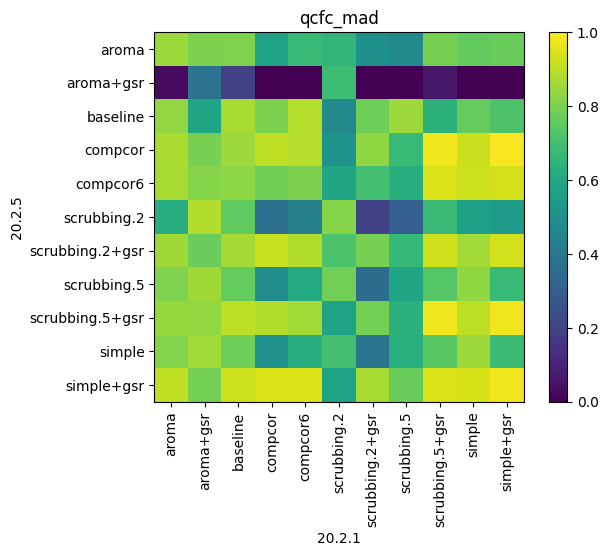 qcfc_mad
20.2.5
aroma
aroma+gsr
baseline
compcor
compcor6
scrubbing.2
scrubbing.2+gsr
scrubbing.5
scrubbing.5+gsr
simple
simple+gsr
1.0
0.8
0.6
0.4
0.2
0.0
aroma
aroma+gsr
baseline
compcor
compcor6
scrubbing.2
scrubbing.2+gsr
scrubbing.5
scrubbing.5+gsr
simple
simple+gsr
20.2.1